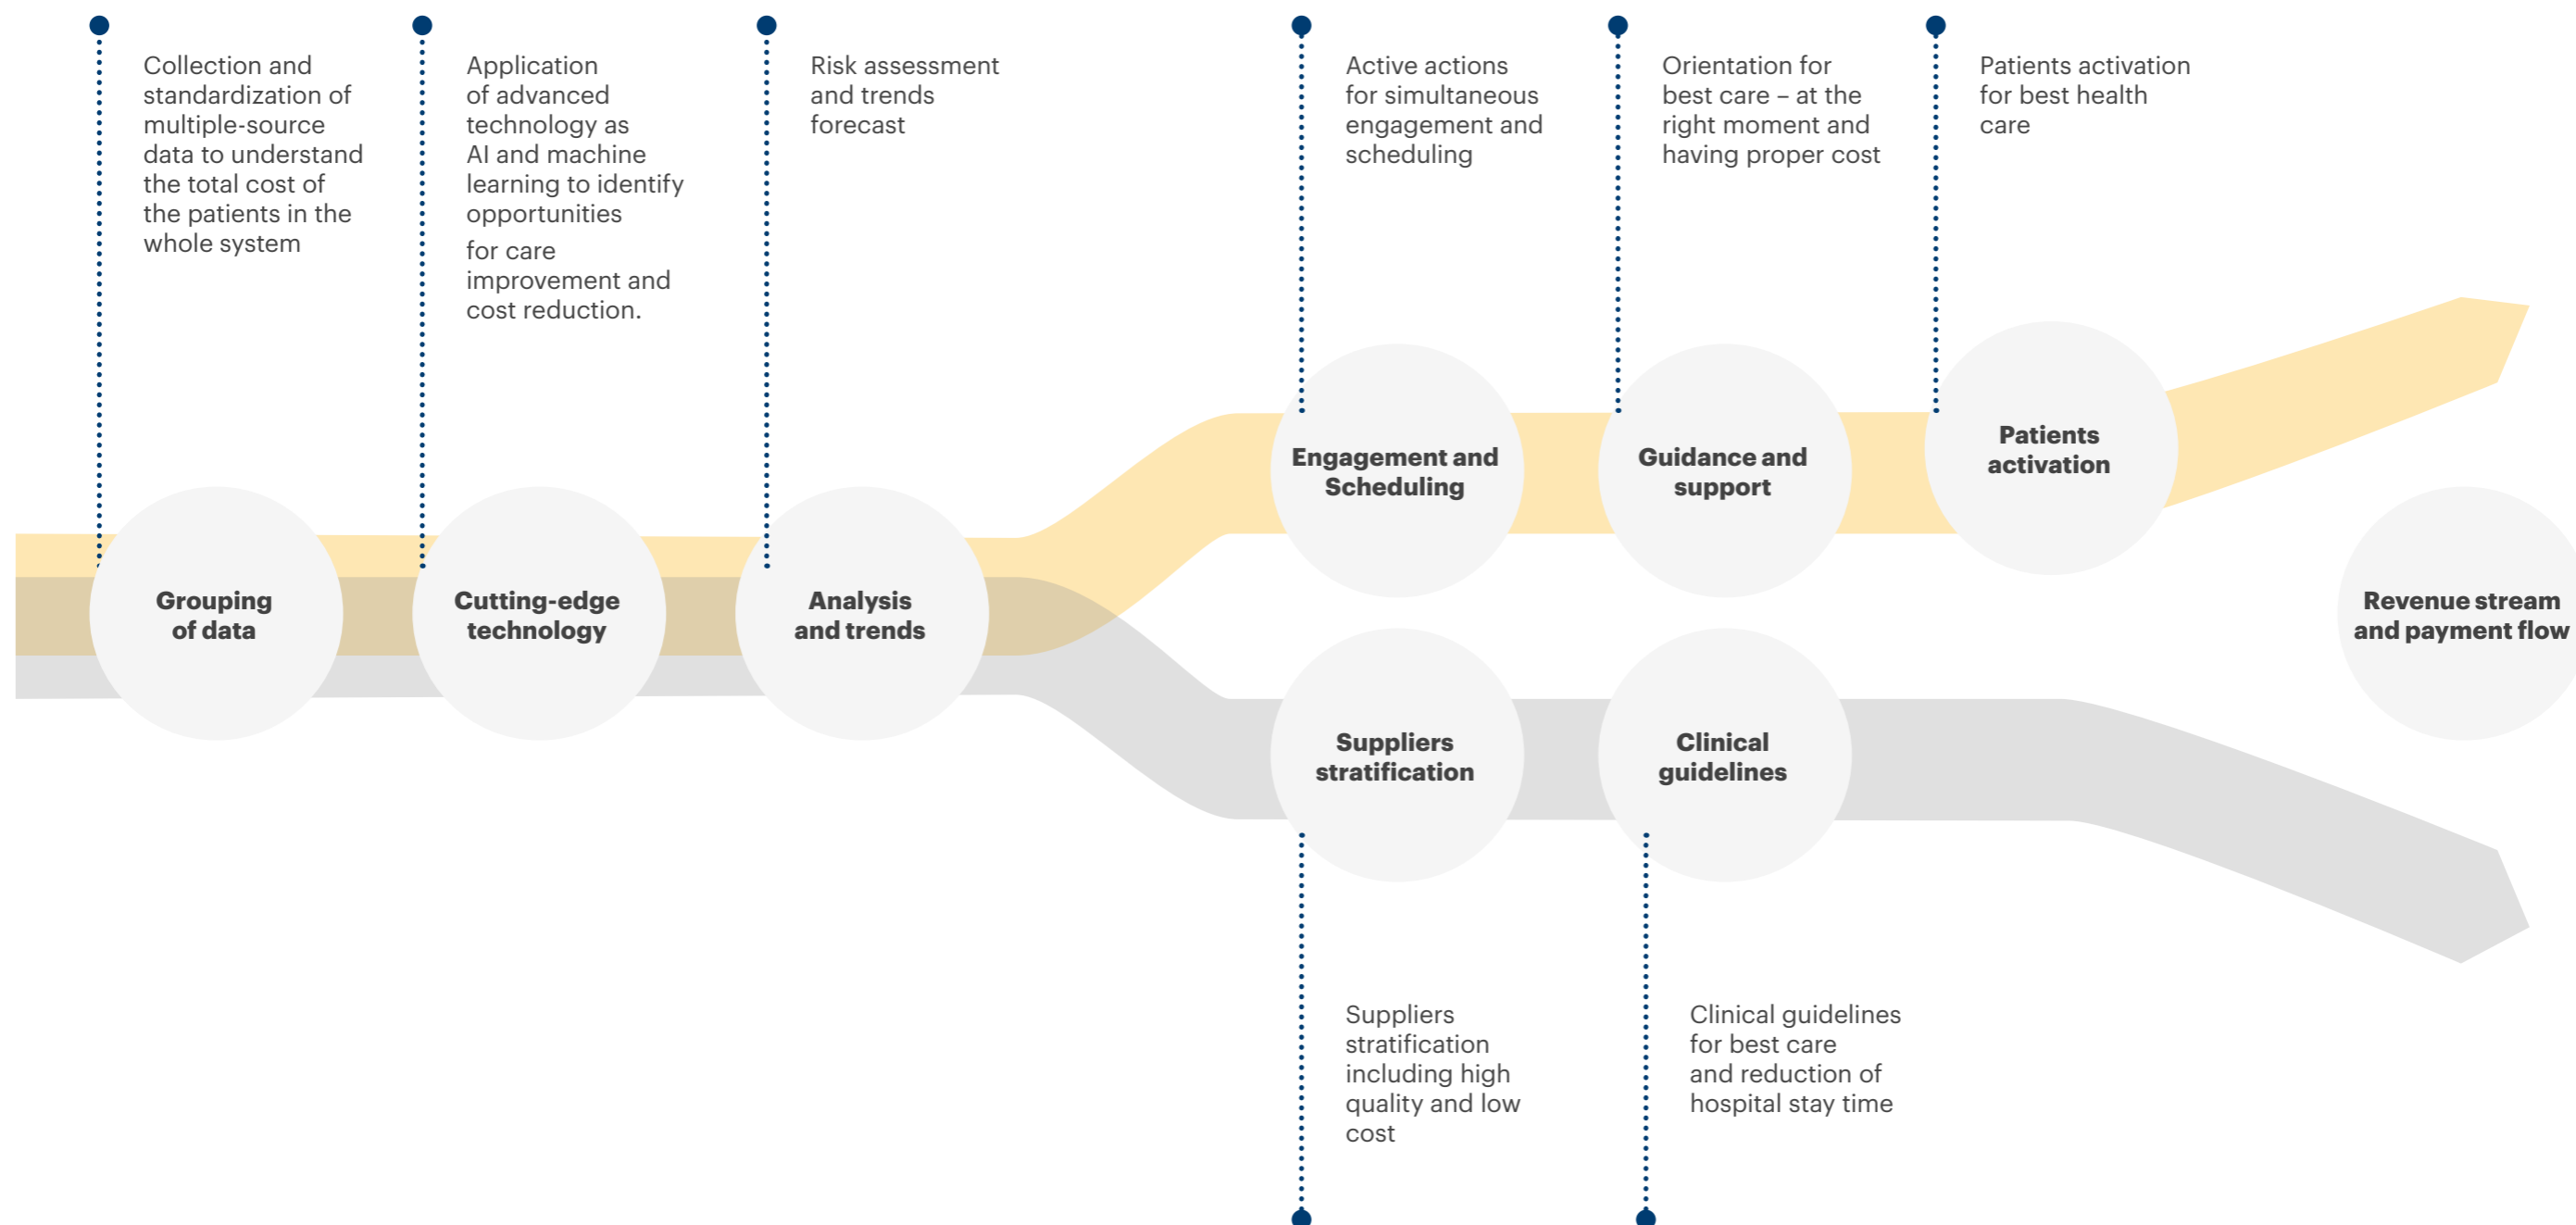 Collection and
standardization of
multiple-source
data to understand
the total cost of
the patients in the
whole system
Application
of advanced
technology as
AI and machine
learning to identify
opportunities
for care
improvement and
cost reduction.
Risk assessment
and trends
forecast
Active actions
for simultaneous
engagement and
scheduling
Orientation for
best care – at the
right moment and
having proper cost
Patients activation
for best health
care
Grouping
of data
Cutting-edge
technology
Analysis
and trends
Engagement and
Scheduling
Guidance and
support
Patients
activation
Revenue stream
and payment flow
Suppliers
stratification
Clinical
guidelines
Suppliers
stratification
including high
quality and low
cost
Clinical guidelines
for best care
and reduction of
hospital stay time